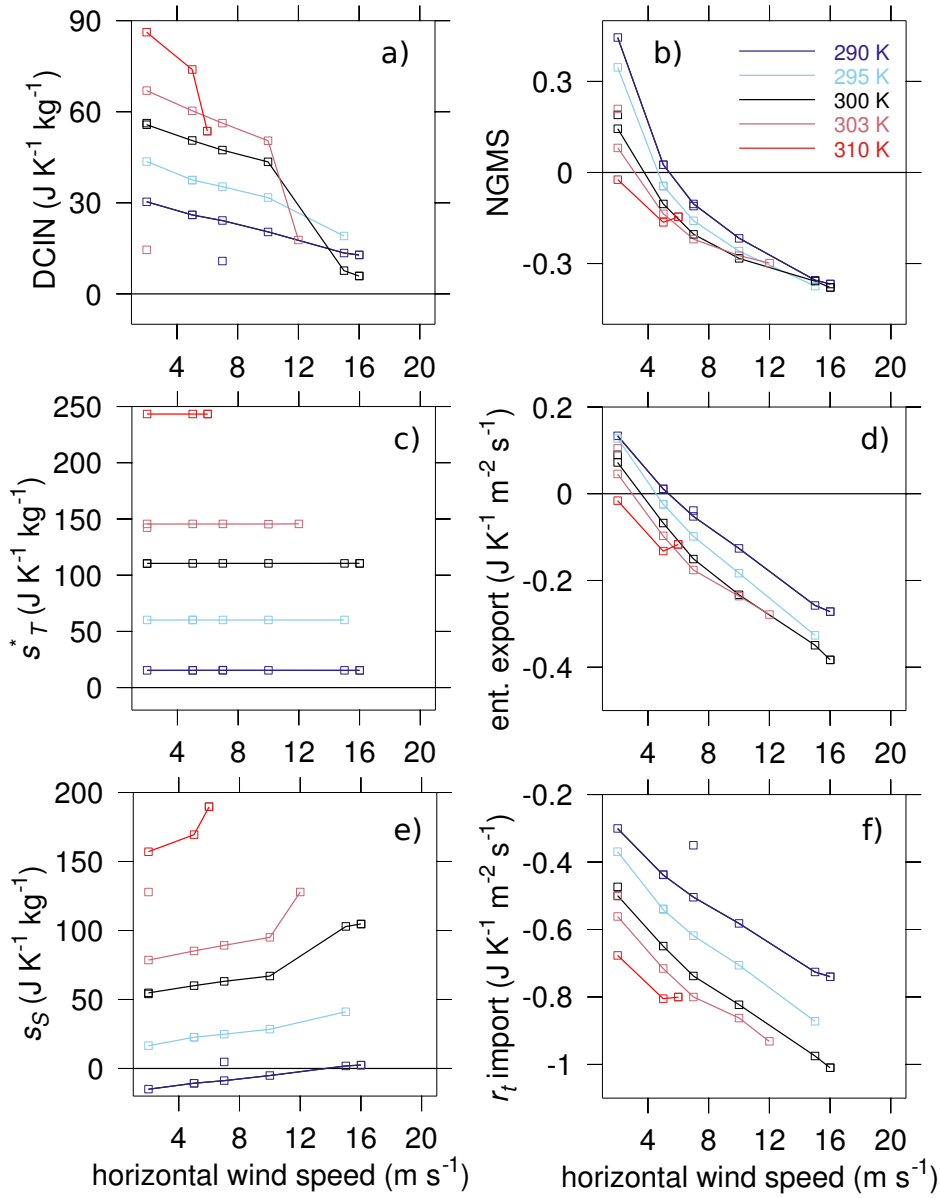 90
60
30
0
DCIN (J K⁻¹ kg⁻¹)
a)
4 8 12 16 20
0.3
0
-0.3
NGMS
b)
290 K
295 K
300 K
303 K
310 K
4 8 12 16 20
250
200
150
100
50
0
s*T (J K⁻¹ kg⁻¹)
c)
4 8 12 16 20
0.2
0
-0.2
-0.4
ent. export (J K⁻¹ m⁻² s⁻¹)
d)
4 8 12 16 20
200
150
100
50
0
sS (J K⁻¹ kg⁻¹)
e)
4 8 12 16 20
horizontal wind speed (m s⁻¹)
-0.2
-0.4
-0.6
-0.8
-1
rt import (J K⁻¹ m⁻² s⁻¹)
f)
4 8 12 16 20
horizontal wind speed (m s⁻¹)